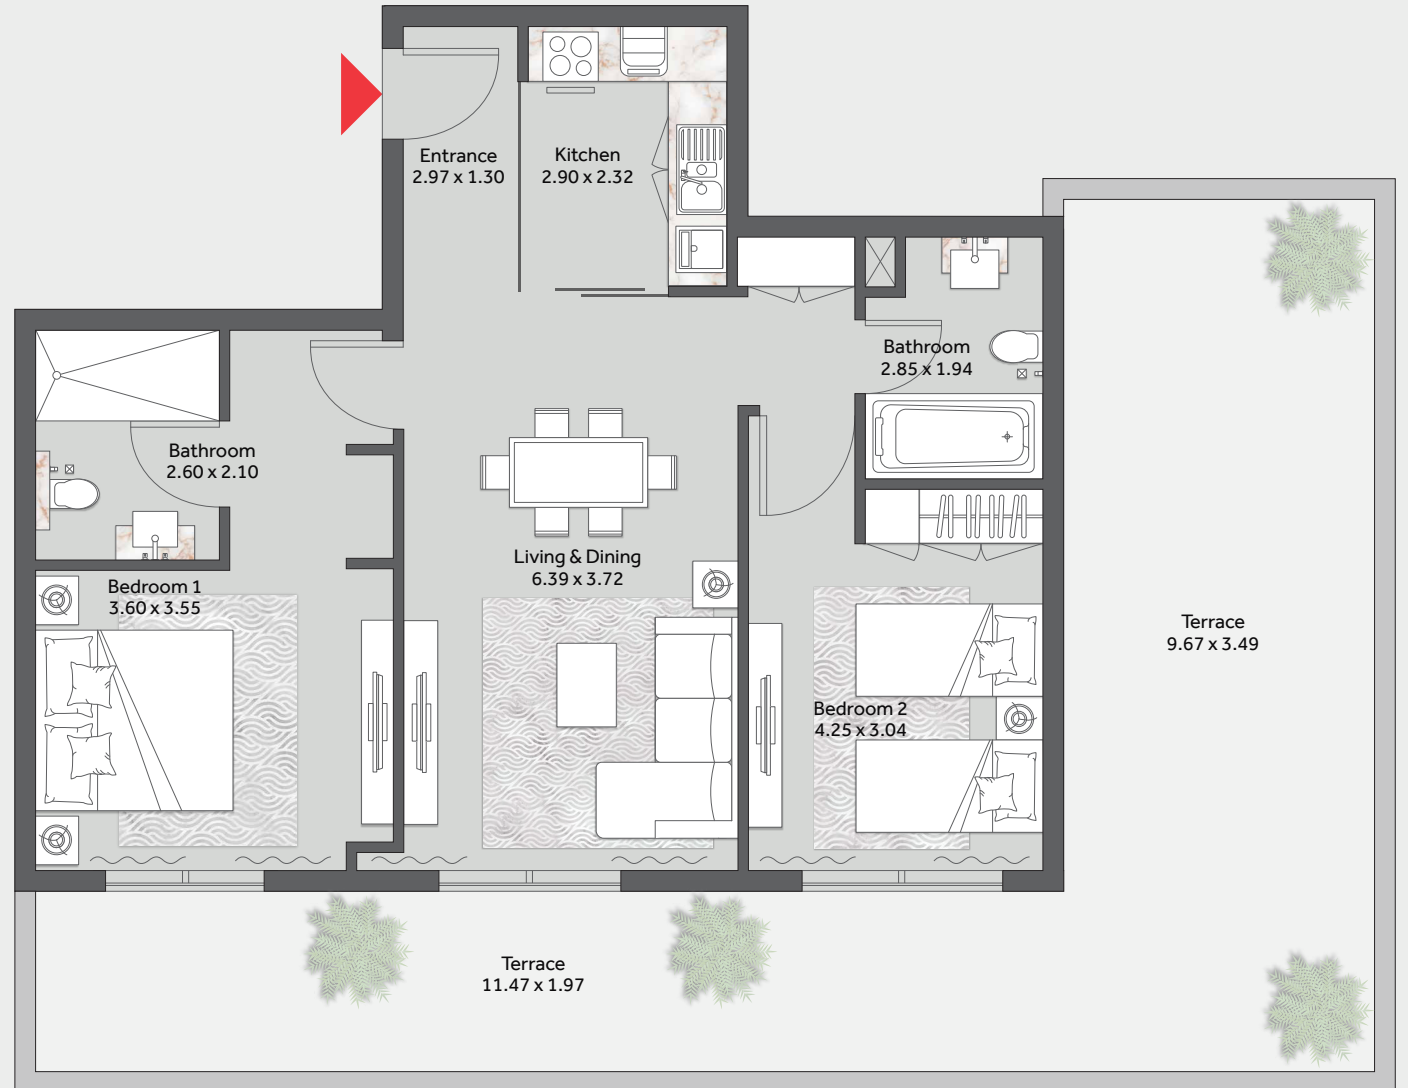 Entrance
2.97 x 1.30
Kitchen
2.90 x 2.32
Bathroom
2.85 x 1.94
Bathroom
2.60 x 2.10
Living & Dining
6.39 x 3.72
Bedroom 1
3.60 x 3.55
Terrace
9.67 x 3.49
Bedroom 2
4.25 x 3.04
Terrace
11.47 x 1.97